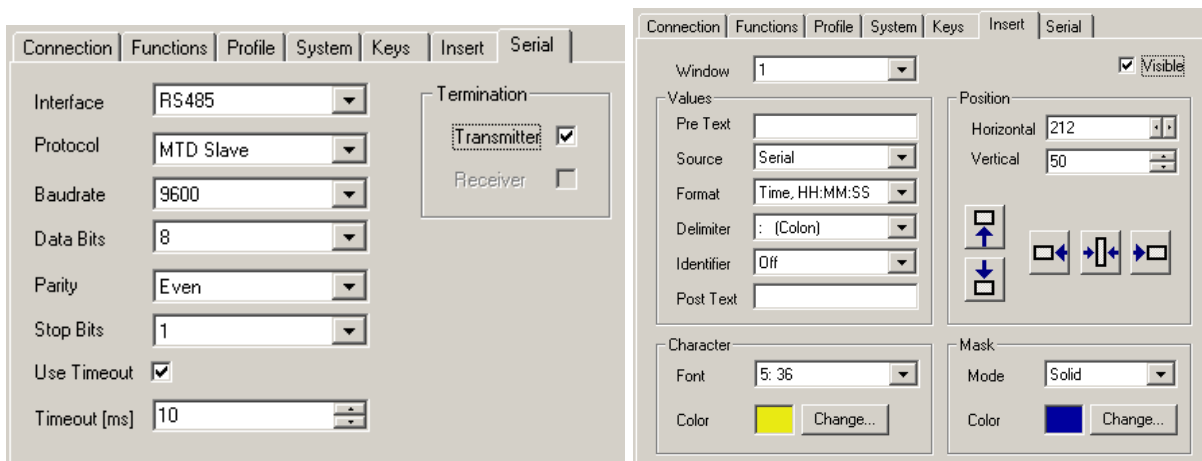 Connection Functions Profile System Keys Insert Serial
Interface RS485
Protocol MTD Slave
Baudrate 9600
Data Bits 8
Parity Even
Stop Bits 1
Use Timeout
Timeout [ms] 10
Termination
Transmitter
Receiver
Connection Functions Profile System Keys Insert Serial
Window 1
Visible
Values
Pre Text
Source Serial
Format Time, HH:MM:SS
Delimiter : (Colon)
Identifier Off
Post Text
Position
Horizontal 212
Vertical 50
Character
Font 5: 36
Color Change...
Mask
Mode Solid
Color Change...